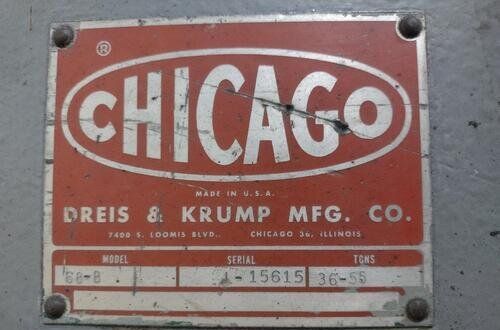 ®
CHICAGO
MADE IN U.S.A.
DREIS & KRUMP MFG. CO.
7400 S. LOOMIS BLVD., CHICAGO 36, ILLINOIS
MODEL SERIAL TONS
68-B L-15615 36-55